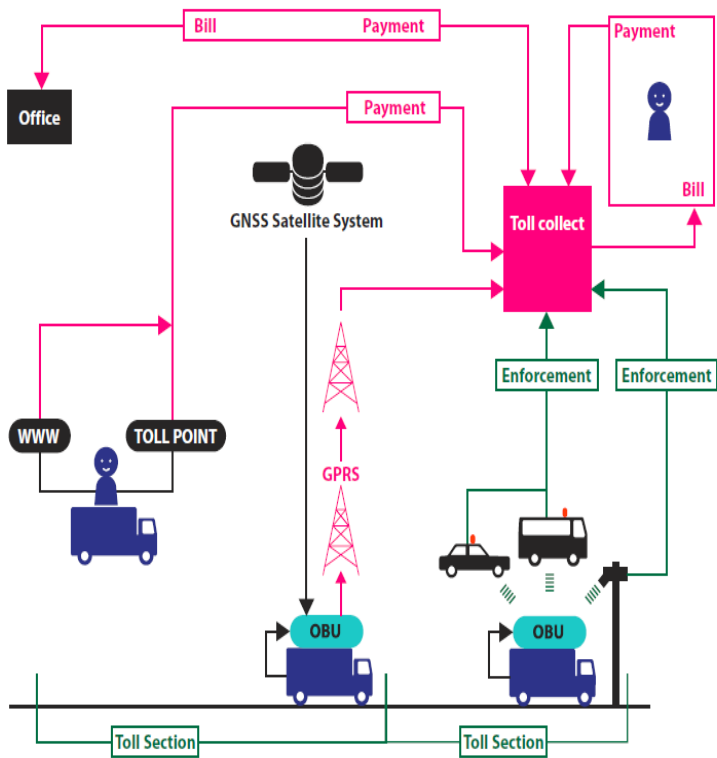 Bill Payment
Payment
Office
Payment
Bill
GNSS Satellite System
Toll collect
Enforcement Enforcement
WWW TOLL POINT
GPRS
OBU OBU
Toll Section Toll Section